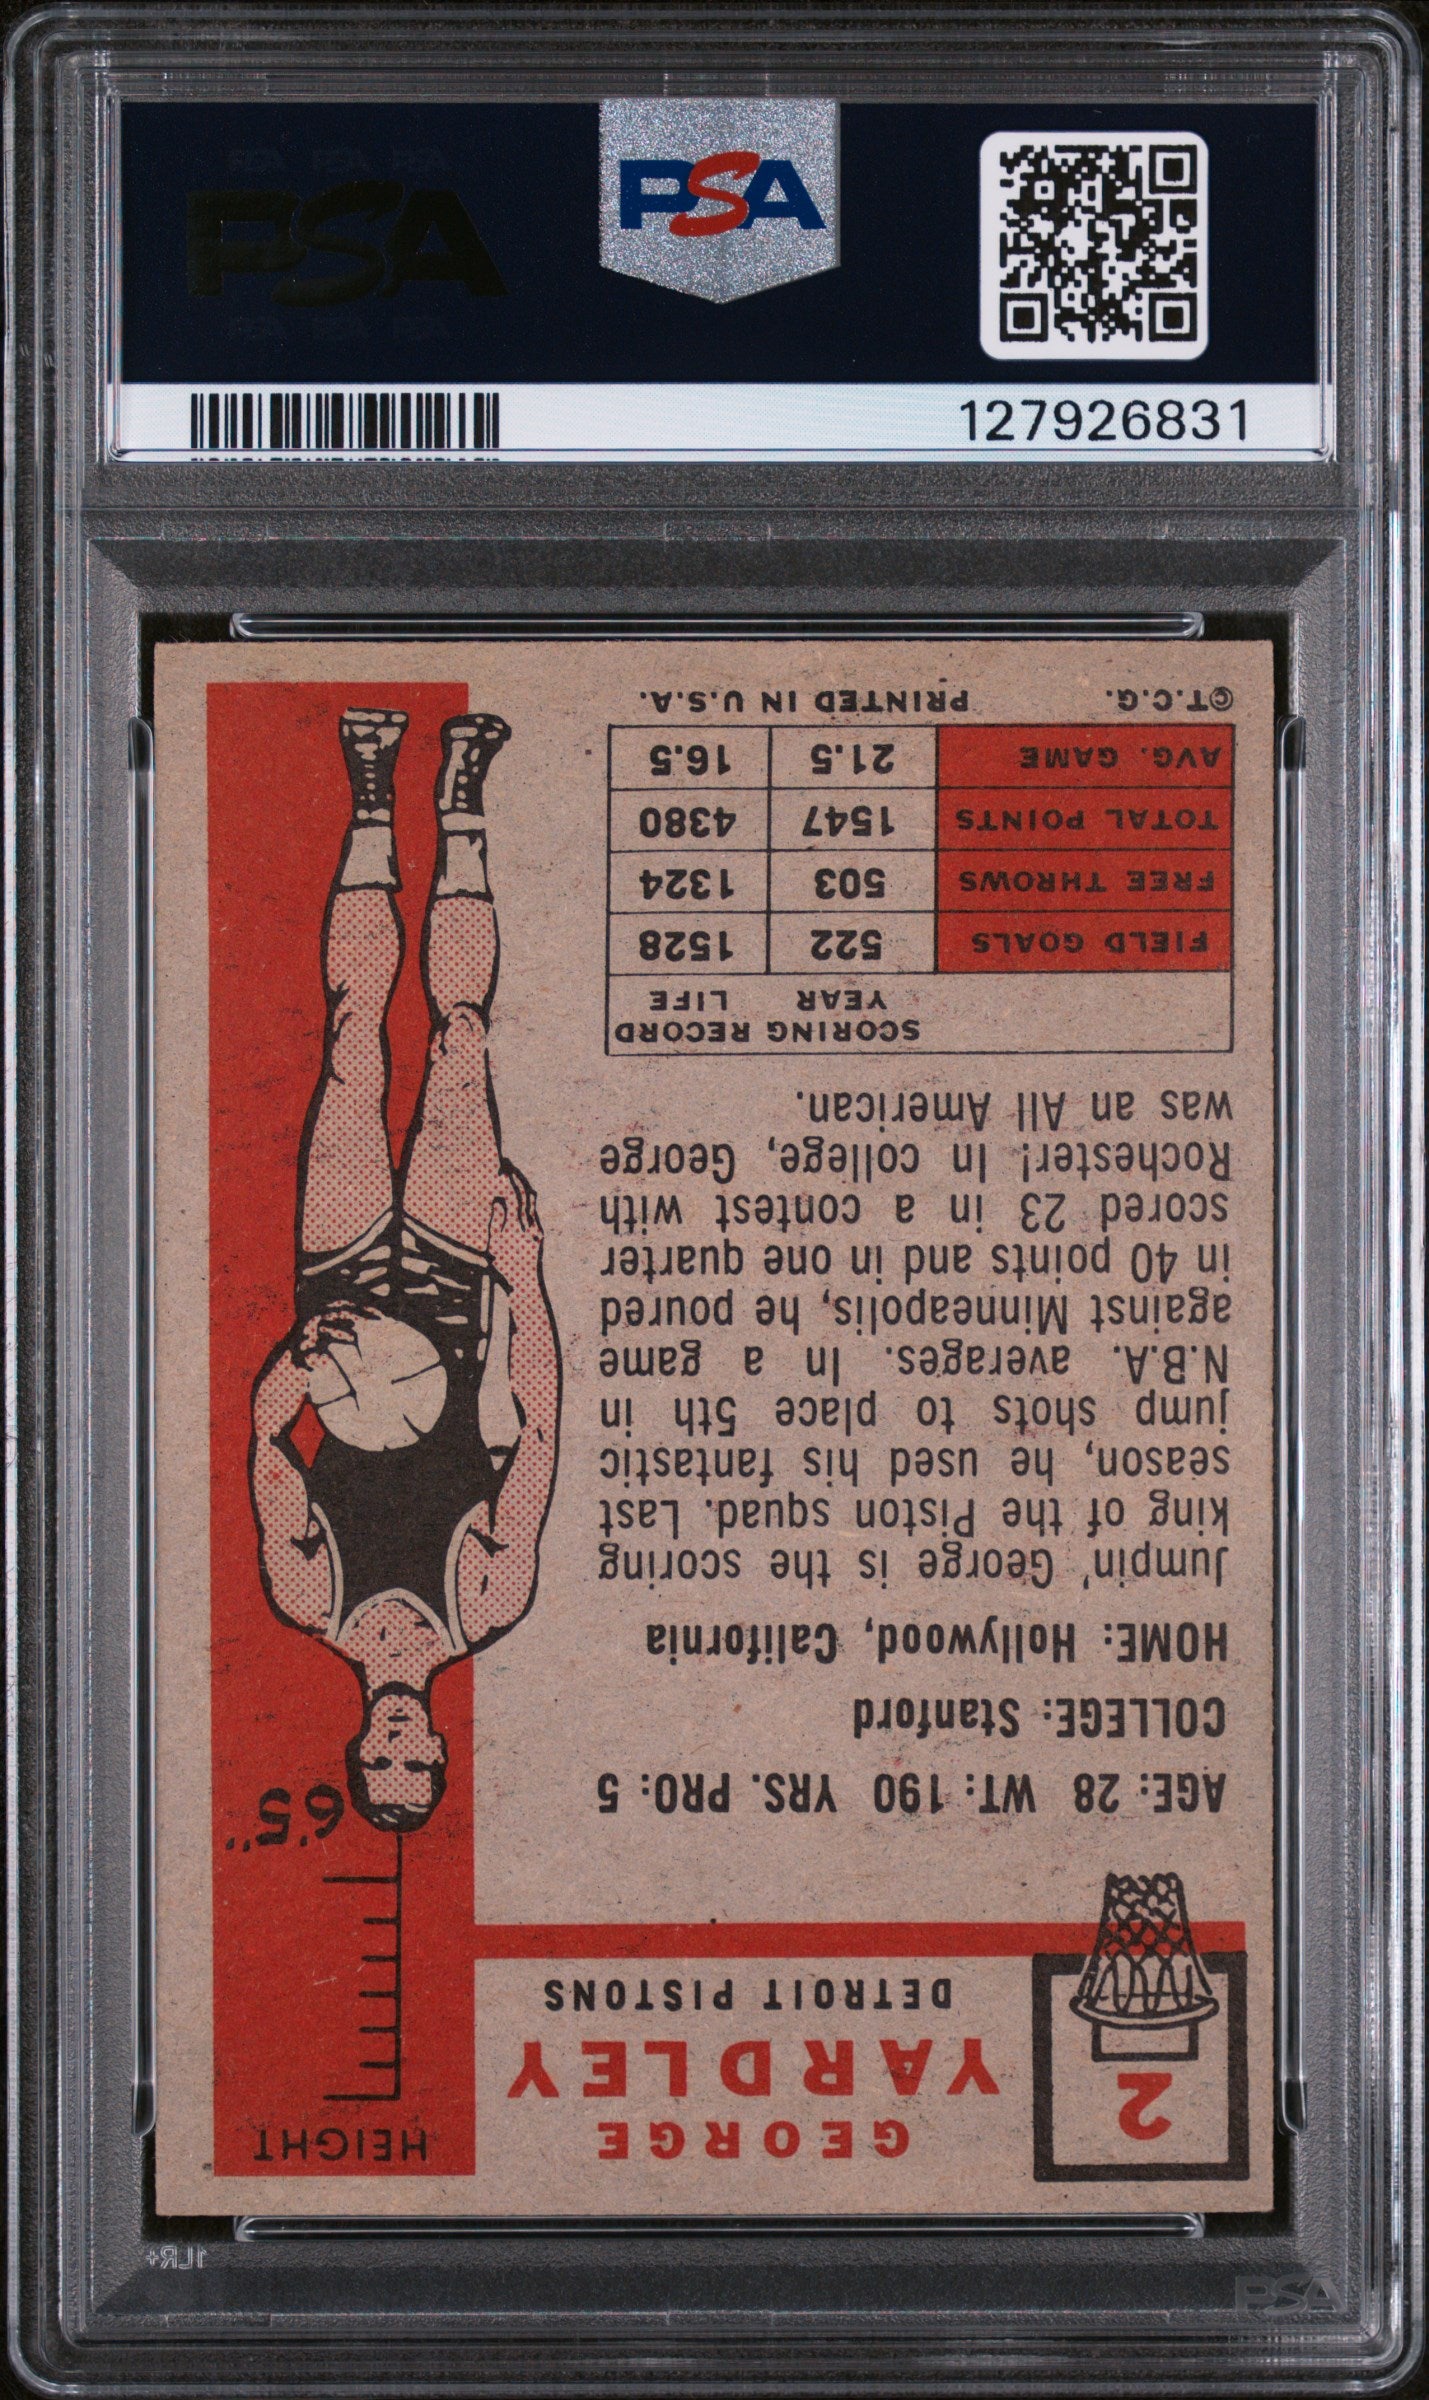 PSA
PSA
127926831
2
GEORGE
YARDLEY
DETROIT PISTONS
HEIGHT
6'5"
AGE: 28 WT: 190 YRS. PRO: 5
COLLEGE: Stanford
HOME: Hollywood, California
Jumpin' George is the scoring
king of the Piston squad. Last
season, he used his fantastic
jump shots to place 5th in
N.B.A. averages. In a game
against Minneapolis, he poured
in 40 points and in one quarter
scored 23 in a contest with
Rochester! In college, George
was an All American.
SCORING RECORD
YEAR LIFE
FIELD GOALS 522 1528
FREE THROWS 503 1324
TOTAL POINTS 1547 4380
AVG. GAME 21.5 16.5
©T.C.G. PRINTED IN U.S.A.
1LR+
PSA